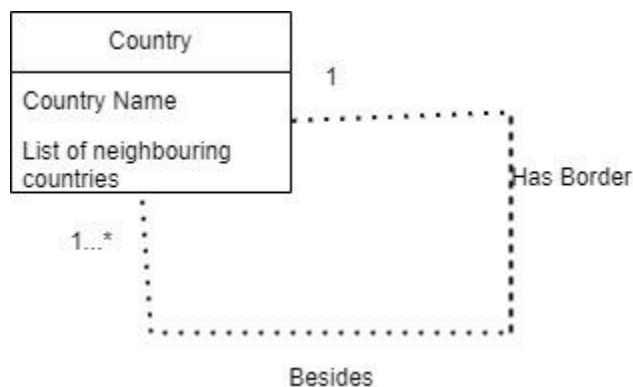 Country
1
Country Name
List of neighbouring
countries
Has Border
1...*
Besides